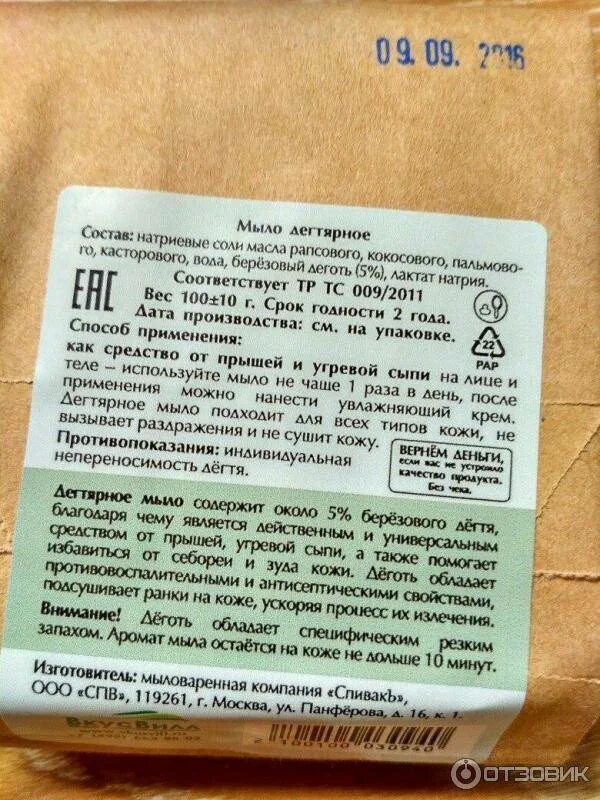 09.09. 2016
Мыло дегтярное
Состав: натриевые соли масла рапсового, кокосового, пальмово-
го, касторового, вода, берёзовый деготь (5%), лактат натрия.
EAC
Соответствует ТР ТС 009/2011
Вес 100±10 г. Срок годности 2 года.
Дата производства: см. на упаковке.
22
PAP
Способ применения:
как средство от прыщей и угревой сыпи на лице и
теле – используйте мыло не чаще 1 раза в день, после
применения можно нанести увлажняющий крем.
Дегтярное мыло подходит для всех типов кожи, не
вызывает раздражения и не сушит кожу.
Противопоказания: индивидуальная
непереносимость дёгтя.
ВЕРНЁМ ДЕНЬГИ,
если вас не устроило
качество продукта.
Без чека.
Дегтярное мыло содержит около 5% берёзового дёгтя,
благодаря чему является действенным и универсальным
средством от прыщей, угревой сыпи, а также помогает
избавиться от себореи и зуда кожи. Дёготь обладает
противовоспалительными и антисептическими свойствами,
подсушивает ранки на коже, ускоряя процесс их излечения.
Внимание! Дёготь обладает специфическим резким
запахом. Аромат мыла остаётся на коже не дольше 10 минут.
Изготовитель: мыловаренная компания «СпивакЪ»,
ООО «СПВ», 119261, г. Москва, ул. Панфёрова, д. 16, к. 1.
ВкусВилл
2 100100 030940
ОТЗОВИК